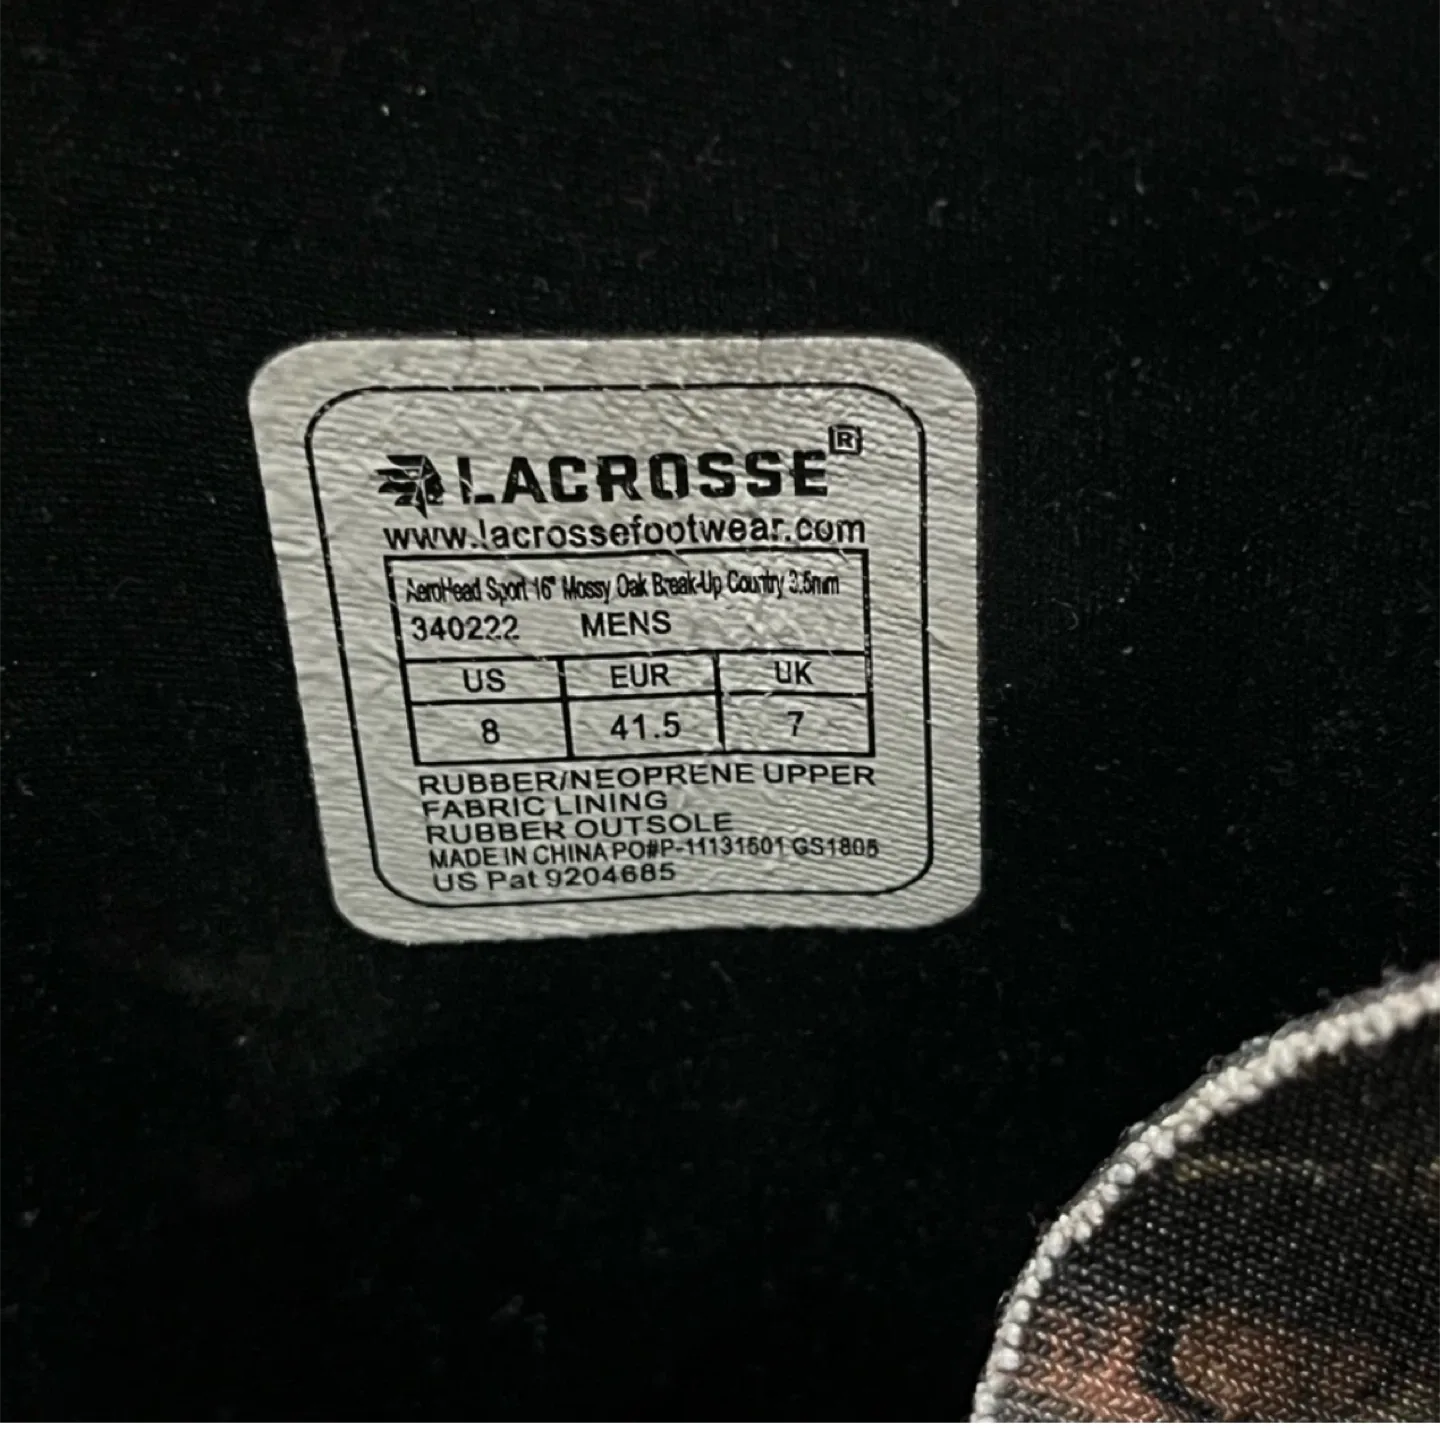 LACROSSE®
www.lacrossefootwear.com
AeroHead Sport 16" Mossy Oak Break-Up Country 3.5mm
340222 MENS
US EUR UK
8 41.5 7
RUBBER/NEOPRENE UPPER
FABRIC LINING
RUBBER OUTSOLE
MADE IN CHINA PO#P-11131501 GS1805
US Pat 9204685